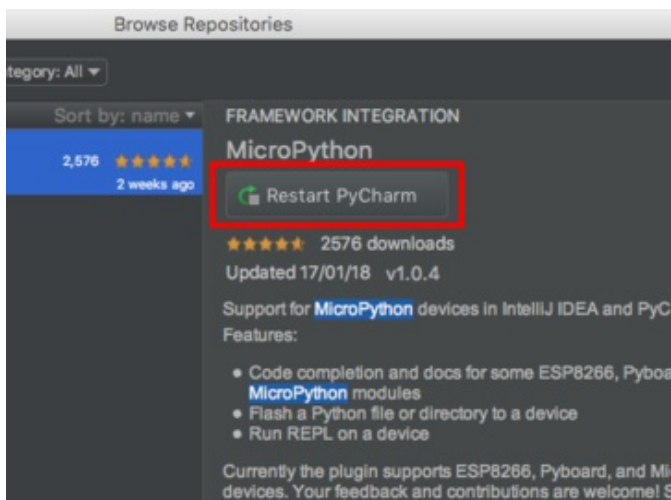 Browse Repositories
tegory: All
Sort by: name
2,576
2 weeks ago
FRAMEWORK INTEGRATION
MicroPython
Restart PyCharm
2576 downloads
Updated 17/01/18 v1.0.4
Support for MicroPython devices in IntelliJ IDEA and PyC
Features:
Code completion and docs for some ESP8266, Pyboa
MicroPython modules
Flash a Python file or directory to a device
Run REPL on a device
Currently the plugin supports ESP8266, Pyboard, and Mi
devices. Your feedback and contributions are welcome! S